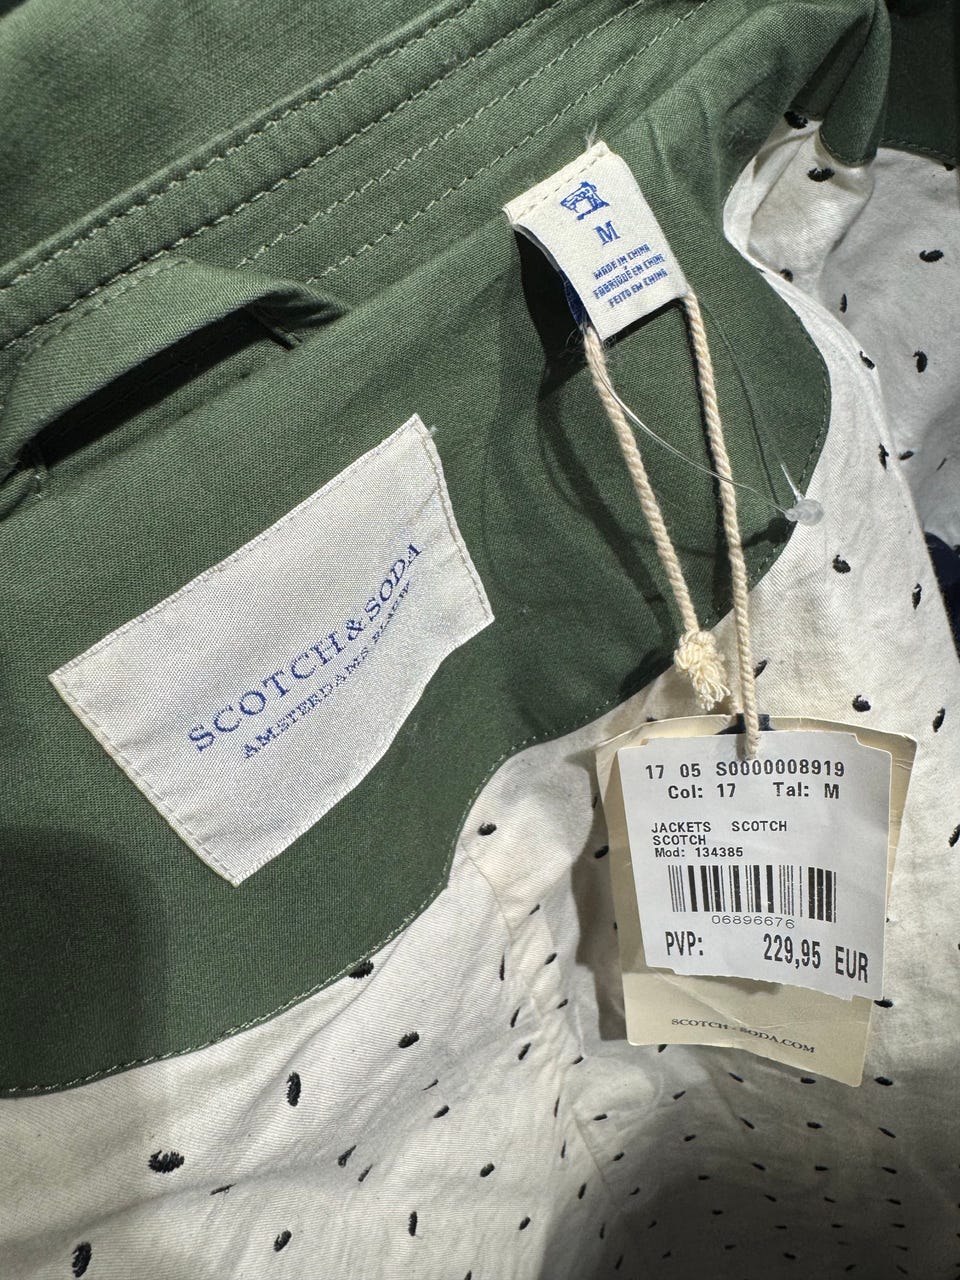 M
MADE IN CHINA
FABRIQUÉ EN CHINE
FEITO EM CHINA
SCOTCH & SODA
AMSTERDAMS BLAUW
17 05 S0000008919
Col: 17 Tal: M
JACKETS SCOTCH
SCOTCH
Mod: 134385
06896676
PVP: 229,95 EUR
SCOTCH-SODA.COM